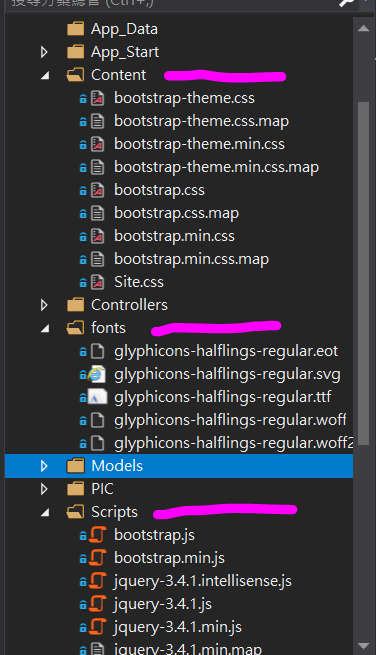 搜尋方案總管 (Ctrl+;)
App_Data
App_Start
Content
bootstrap-theme.css
bootstrap-theme.css.map
bootstrap-theme.min.css
bootstrap-theme.min.css.map
bootstrap.css
bootstrap.css.map
bootstrap.min.css
bootstrap.min.css.map
Site.css
Controllers
fonts
glyphicons-halflings-regular.eot
glyphicons-halflings-regular.svg
glyphicons-halflings-regular.ttf
glyphicons-halflings-regular.woff
glyphicons-halflings-regular.woff2
Models
PIC
Scripts
bootstrap.js
bootstrap.min.js
jquery-3.4.1.intellisense.js
jquery-3.4.1.js
jquery-3.4.1.min.js
jquery-3.4.1.min.map